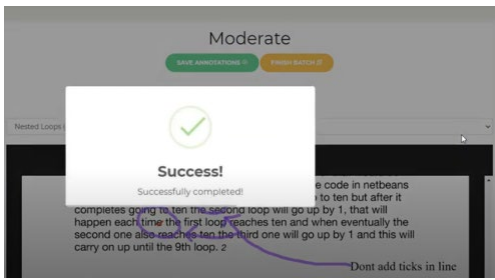 Moderate
SAVE ANNOTATIONS
FINISH BATCH
Nested Loops
Success!
Successfully completed!
e code in netbeans
to ten but after it
completes going to ten the second loop will go up by 1, that will
happen each time the first loop reaches ten and when eventually the
second one also reaches ten the third one will go up by 1 and this will
carry on up until the 9th loop. 2
Dont add ticks in line